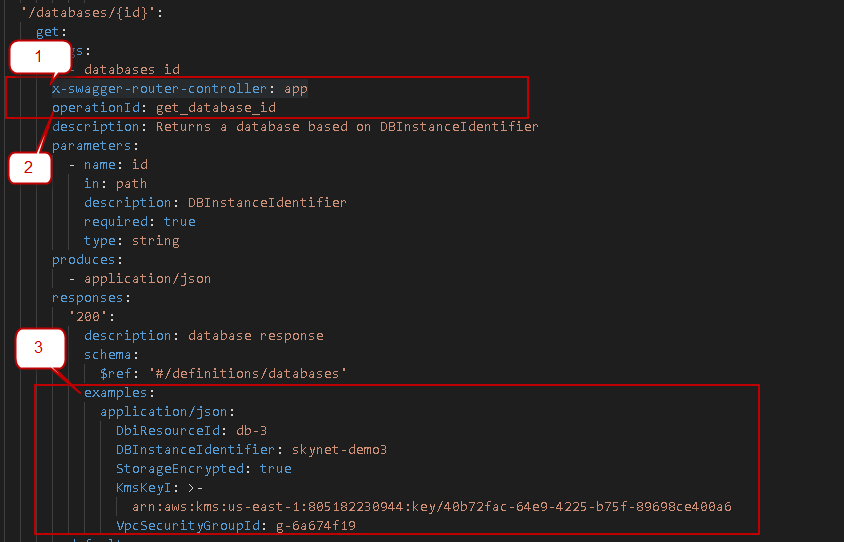 '/databases/{id}':
get:
1
gs:
- databases id
x-swagger-router-controller: app
operationId: get_database_id
description: Returns a database based on DBInstanceIdentifier
2
parameters:
- name: id
in: path
description: DBInstanceIdentifier
required: true
type: string
produces:
- application/json
responses:
'200':
description: database response
3
schema:
$ref: '#/definitions/databases'
examples:
application/json:
DbiResourceId: db-3
DBInstanceIdentifier: skynet-demo3
StorageEncrypted: true
KmsKeyI: >-
arn:aws:kms:us-east-1:805182230944:key/40b72fac-64e9-4225-b75f-89698ce400a6
VpcSecurityGroupId: g-6a674f19